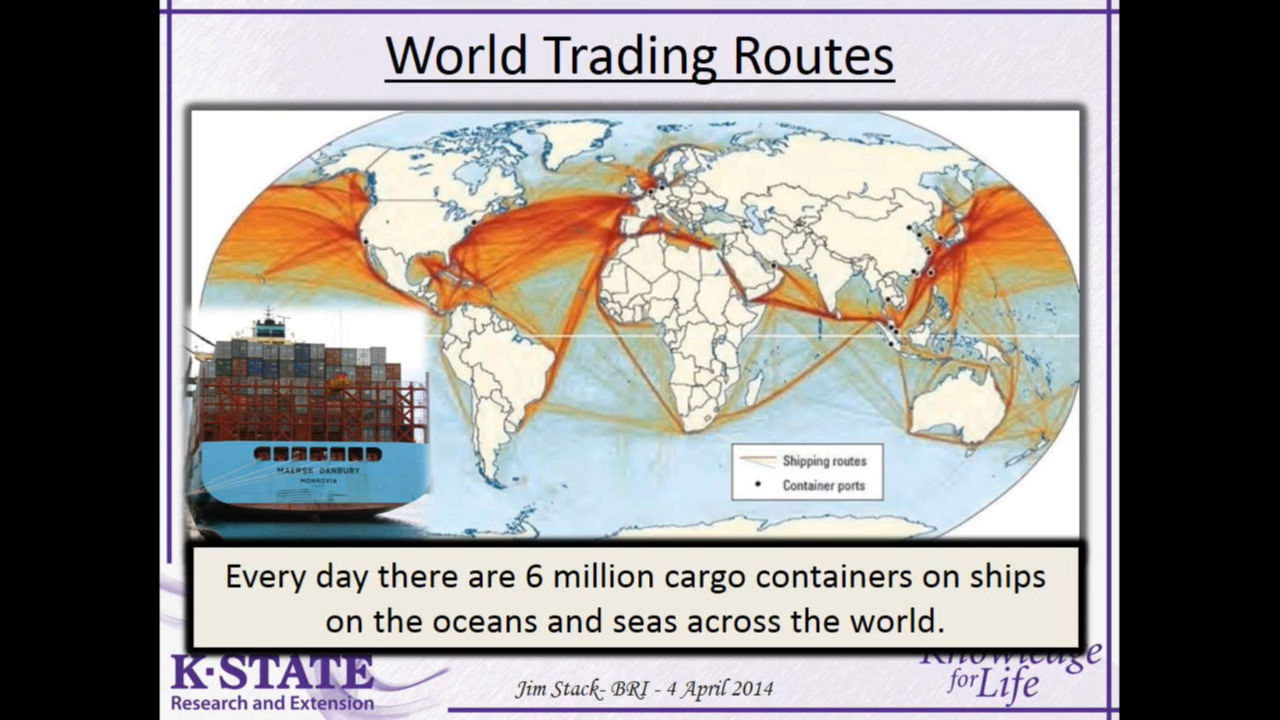 World Trading Routes
Shipping routes
Container ports
MAERSK DANBURY
MONROVIA
Every day there are 6 million cargo containers on ships
on the oceans and seas across the world.
K-STATE
Research and Extension
Jim Stack- BRI - 4 April 2014
Knowledge
for Life